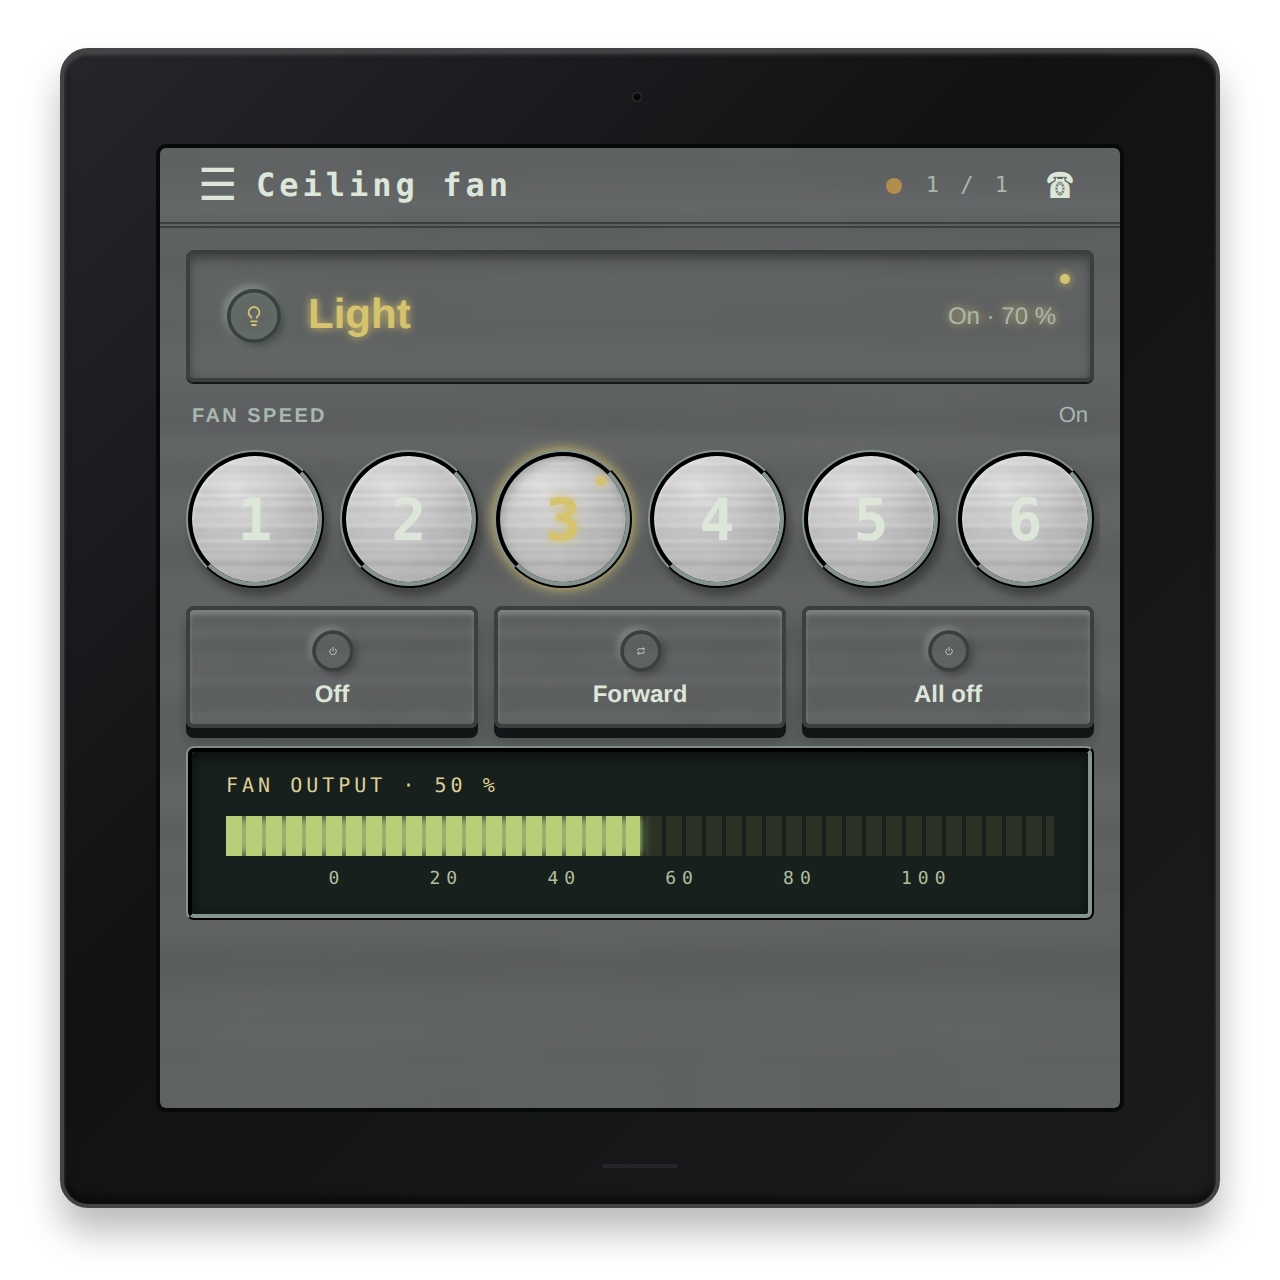 Ceiling fan 1 / 1
Light On · 70 %
FAN SPEED On
1 2 3 4 5 6
Off Forward All off
FAN OUTPUT · 50 %
0 20 40 60 80 100